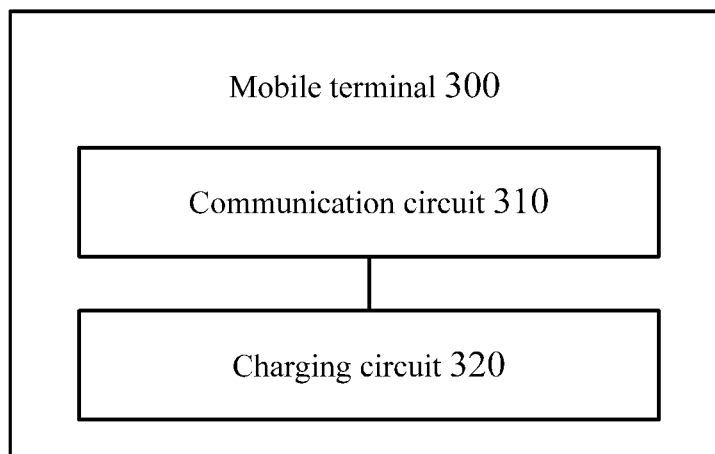 Mobile terminal 300
Communication circuit 310
Charging circuit 320